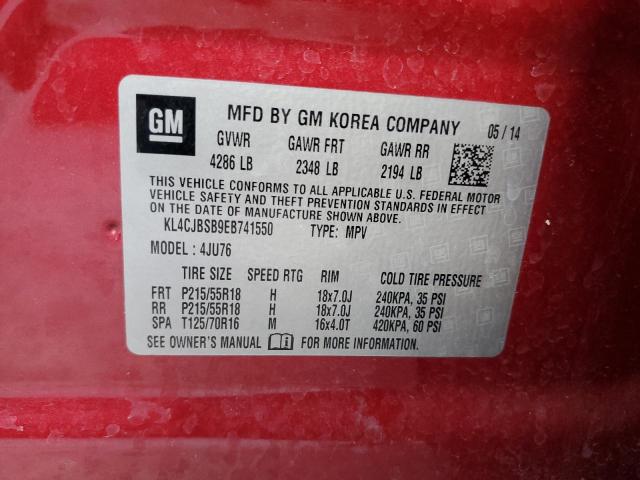 GM
MFD BY GM KOREA COMPANY 05/14
GVWR GAWR FRT GAWR RR
4286 LB 2348 LB 2194 LB
THIS VEHICLE CONFORMS TO ALL APPLICABLE U.S. FEDERAL MOTOR
VEHICLE SAFETY AND THEFT PREVENTION STANDARDS IN EFFECT
ON THE DATE OF MANUFACTURE SHOWN ABOVE.
KL4CJBSB9EB741550 TYPE: MPV
MODEL : 4JU76
TIRE SIZE SPEED RTG RIM COLD TIRE PRESSURE
FRT P215/55R18 H 18x7.0J 240KPA, 35 PSI
RR P215/55R18 H 18x7.0J 240KPA, 35 PSI
SPA T125/70R16 M 16x4.0T 420KPA, 60 PSI
SEE OWNER'S MANUAL FOR MORE INFORMATION.